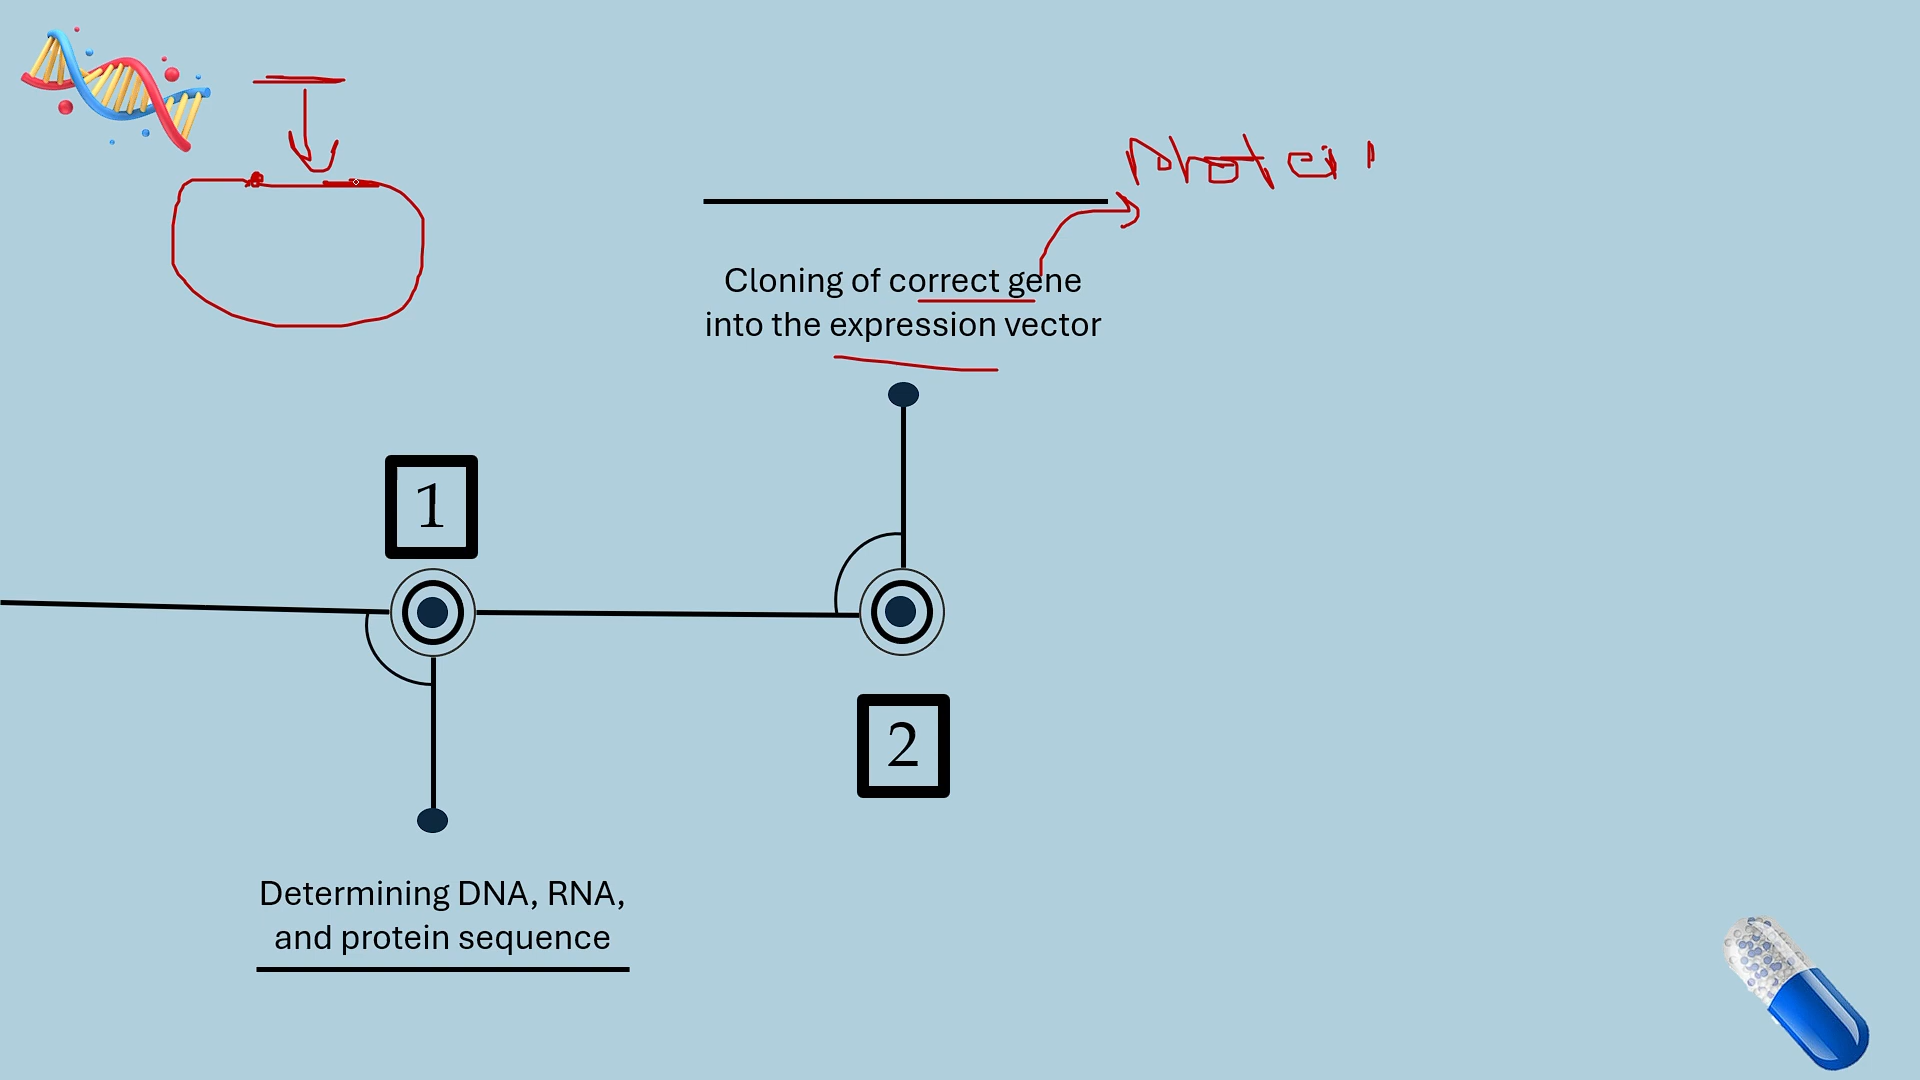 Protein
Cloning of correct gene
into the expression vector
1
2
Determining DNA, RNA,
and protein sequence